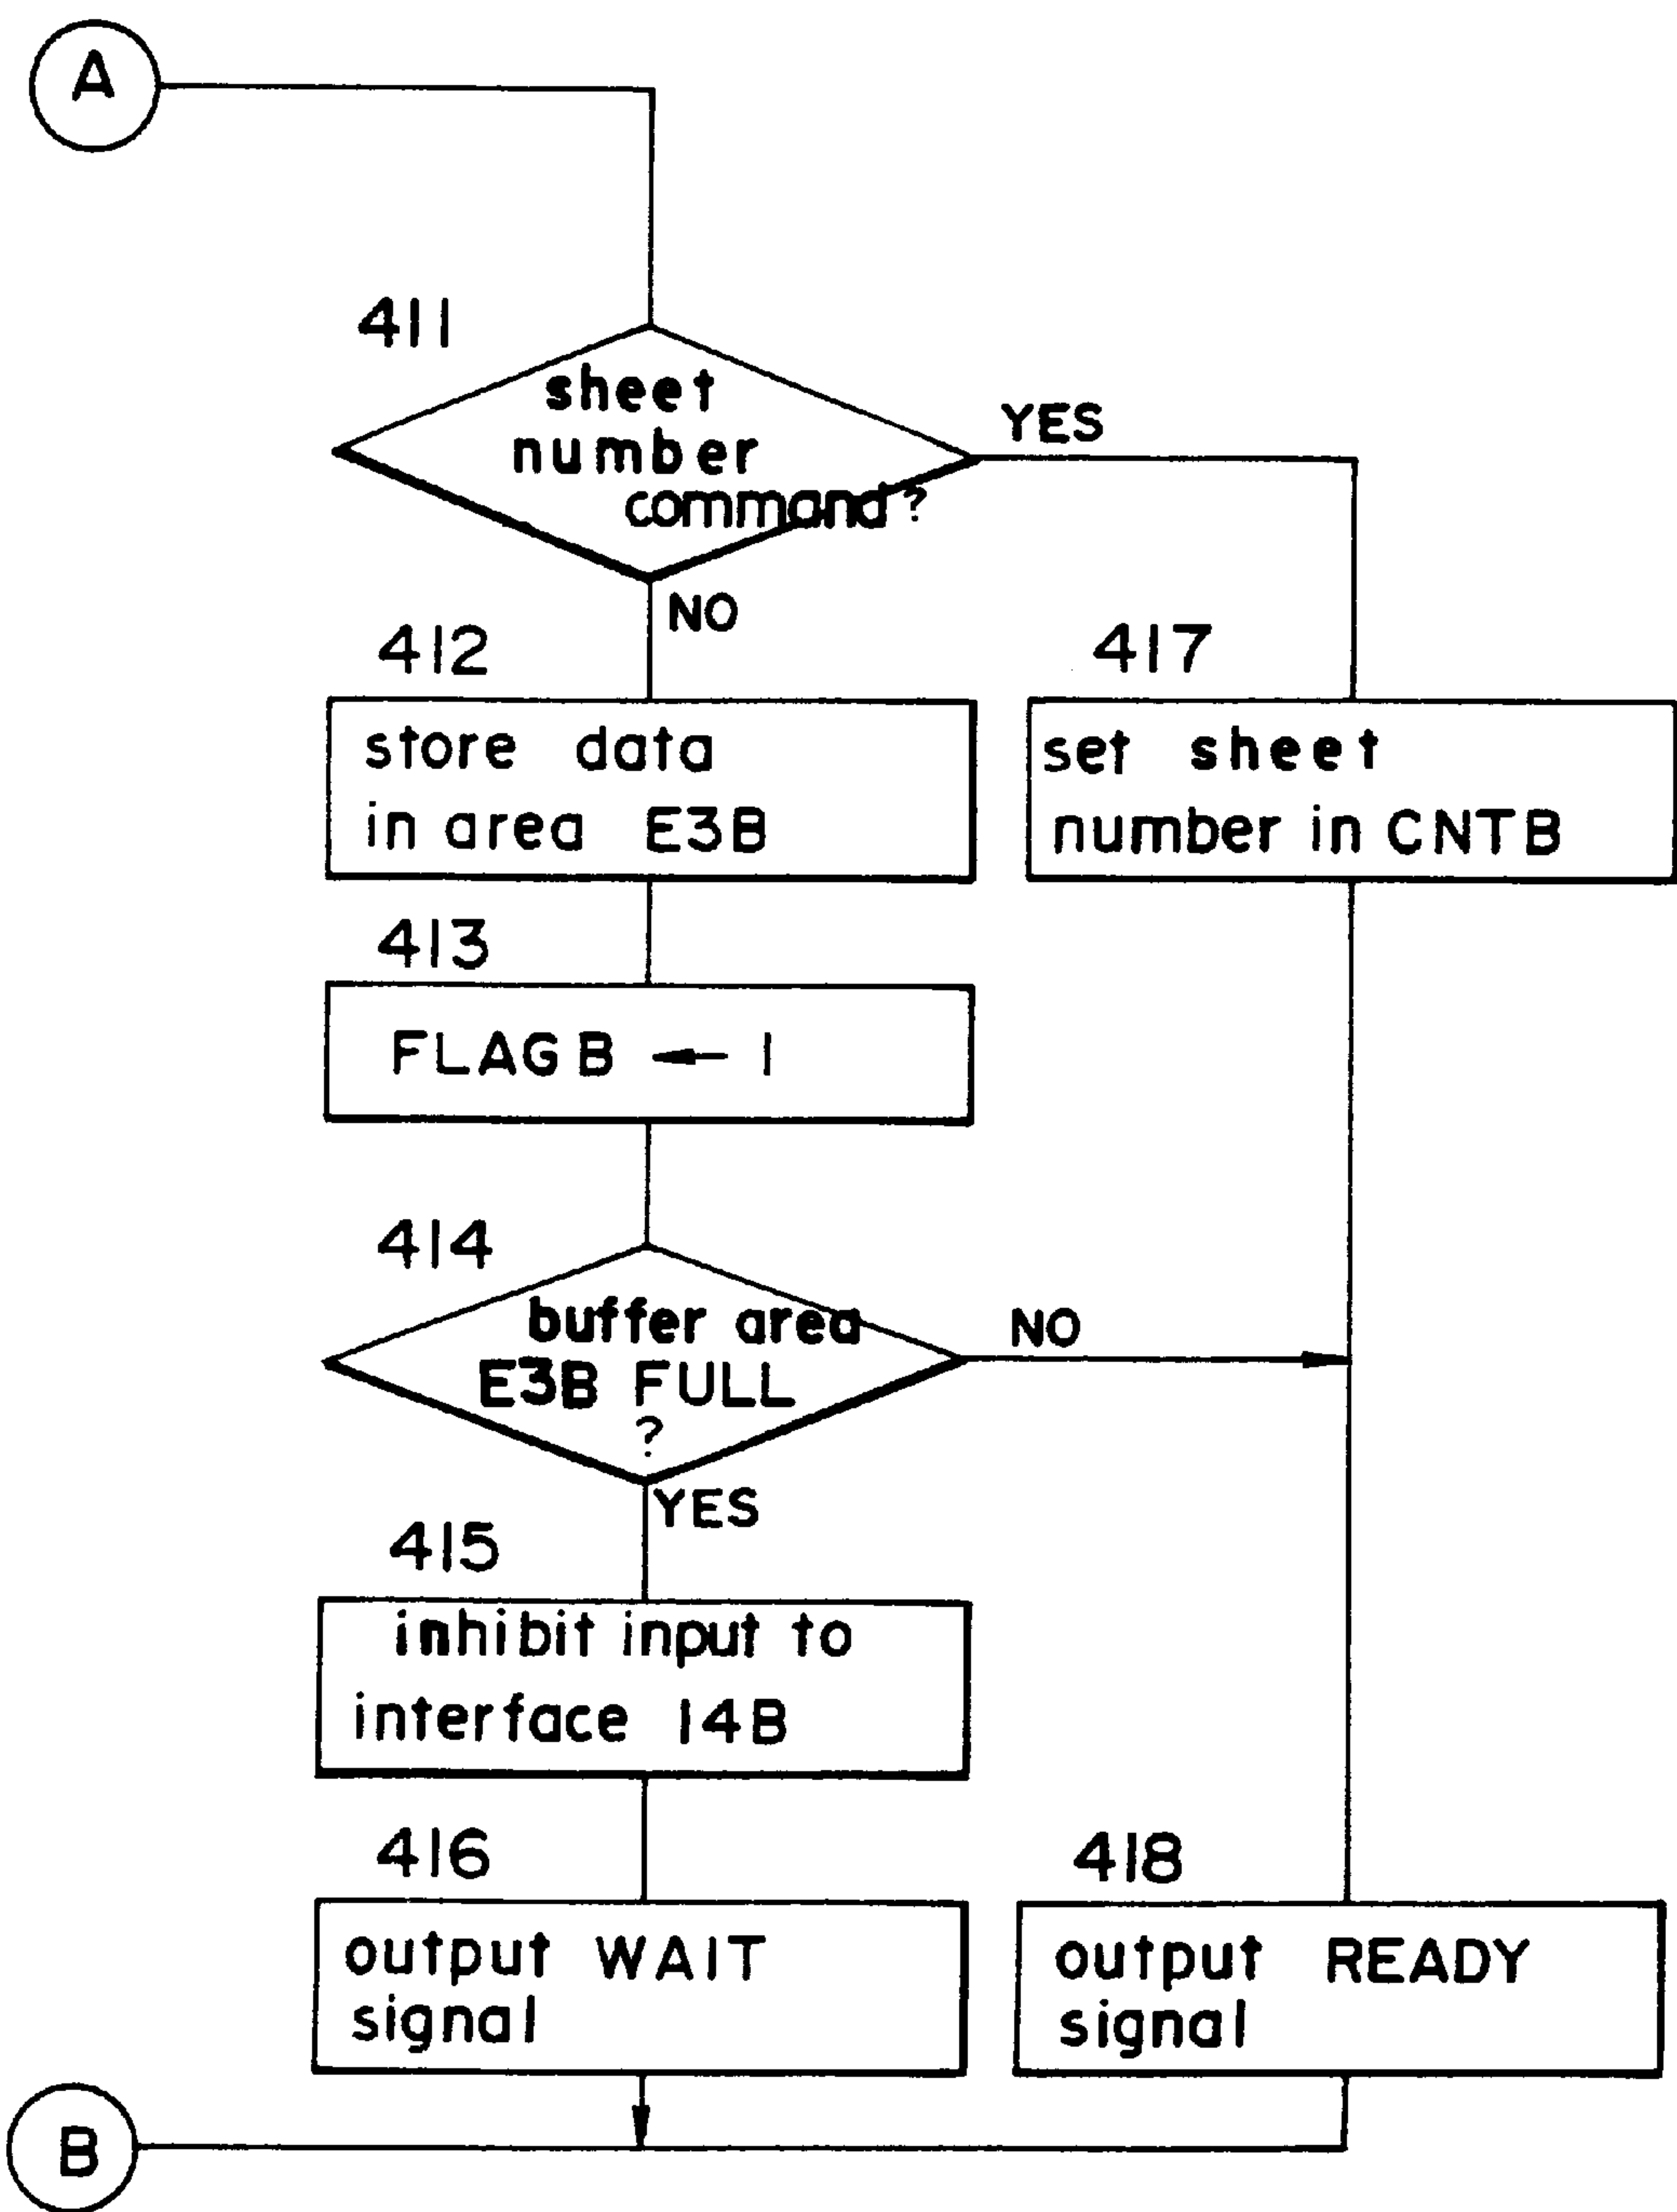 A
411
sheet
number
command?
YES
NO
412
store data
in area E3B
417
set sheet
number in CNTB
413
FLAGB ← 1
414
buffer area
E3B FULL
?
NO
YES
415
inhibit input to
interface 14B
416
output WAIT
signal
418
output READY
signal
B